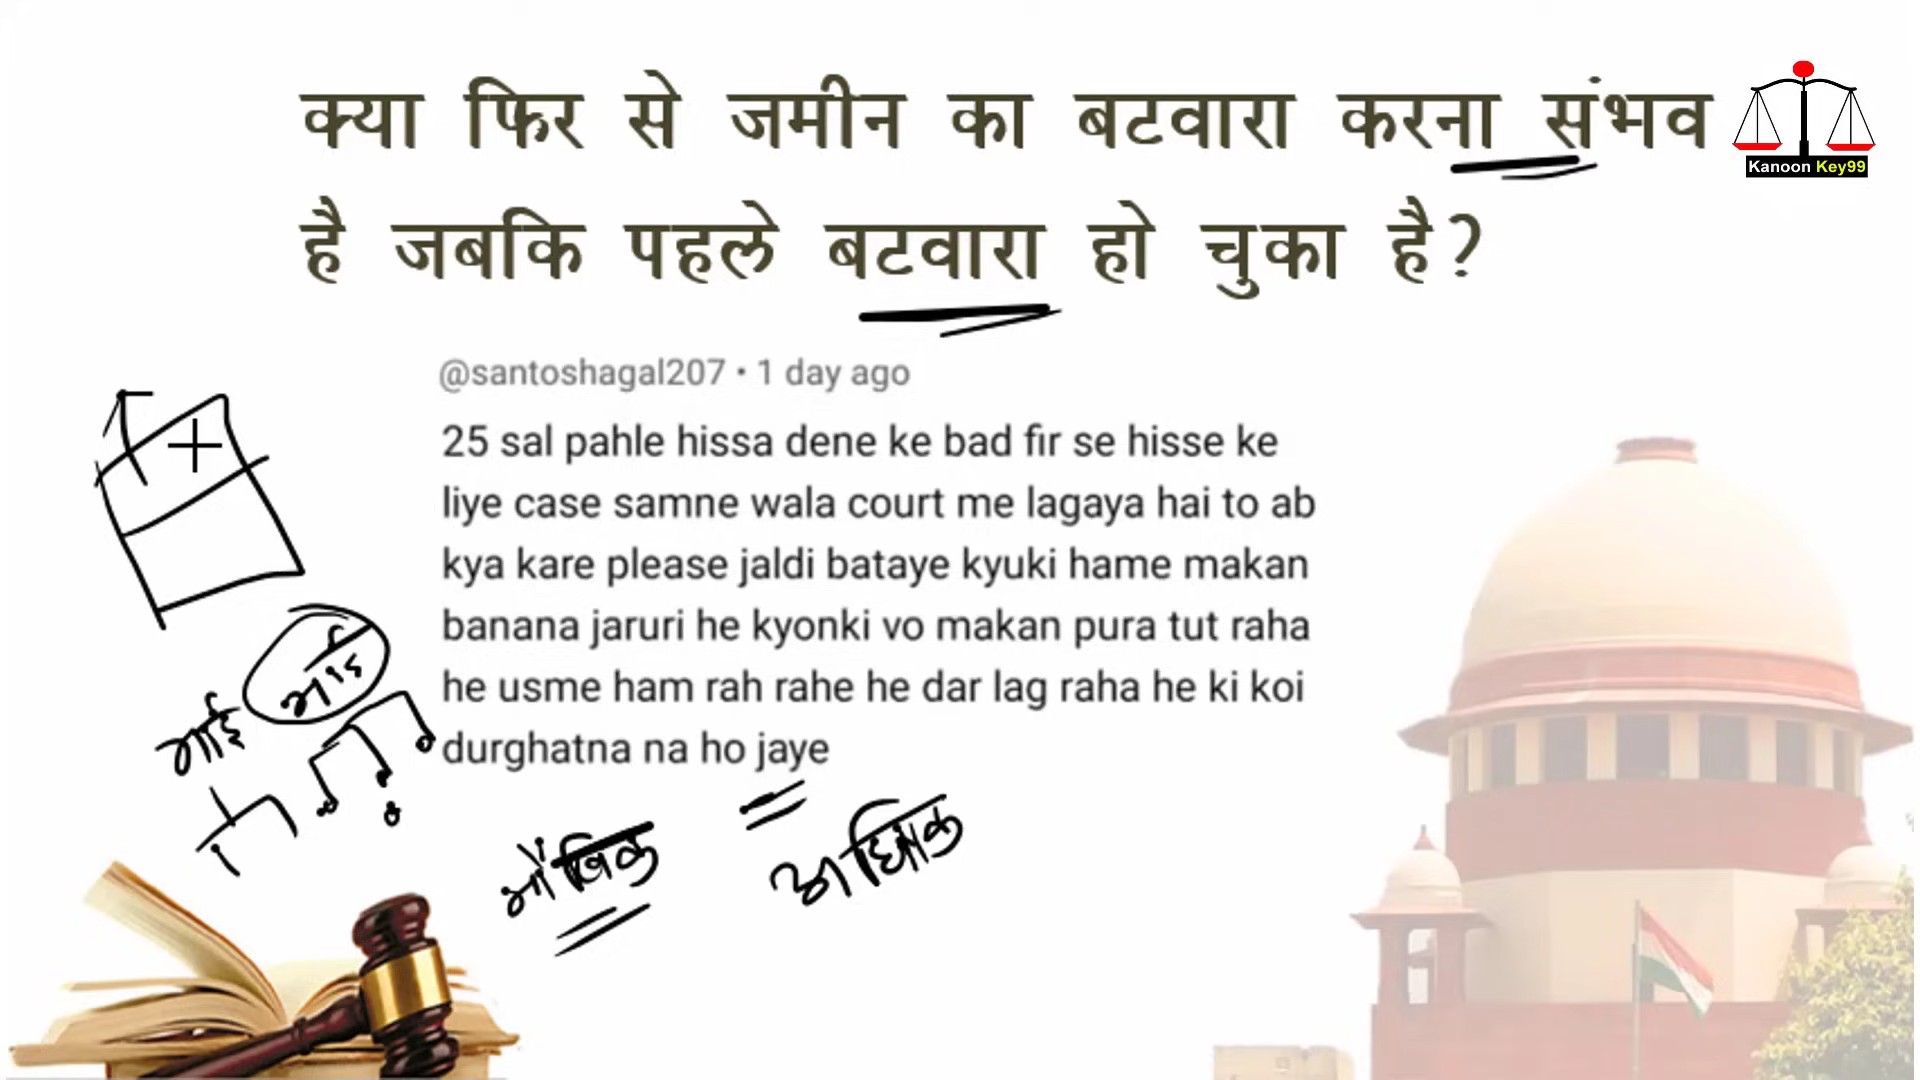 क्या फिर से जमीन का बटवारा करना संभव
है जबकि पहले बटवारा हो चुका है?
Kanoon Key99
@santoshagal207 • 1 day ago
25 sal pahle hissa dene ke bad fir se hisse ke
liye case samne wala court me lagaya hai to ab
kya kare please jaldi bataye kyuki hame makan
banana jaruri he kyonki vo makan pura tut raha
he usme ham rah rahe he dar lag raha he ki koi
durghatna na ho jaye
भाई